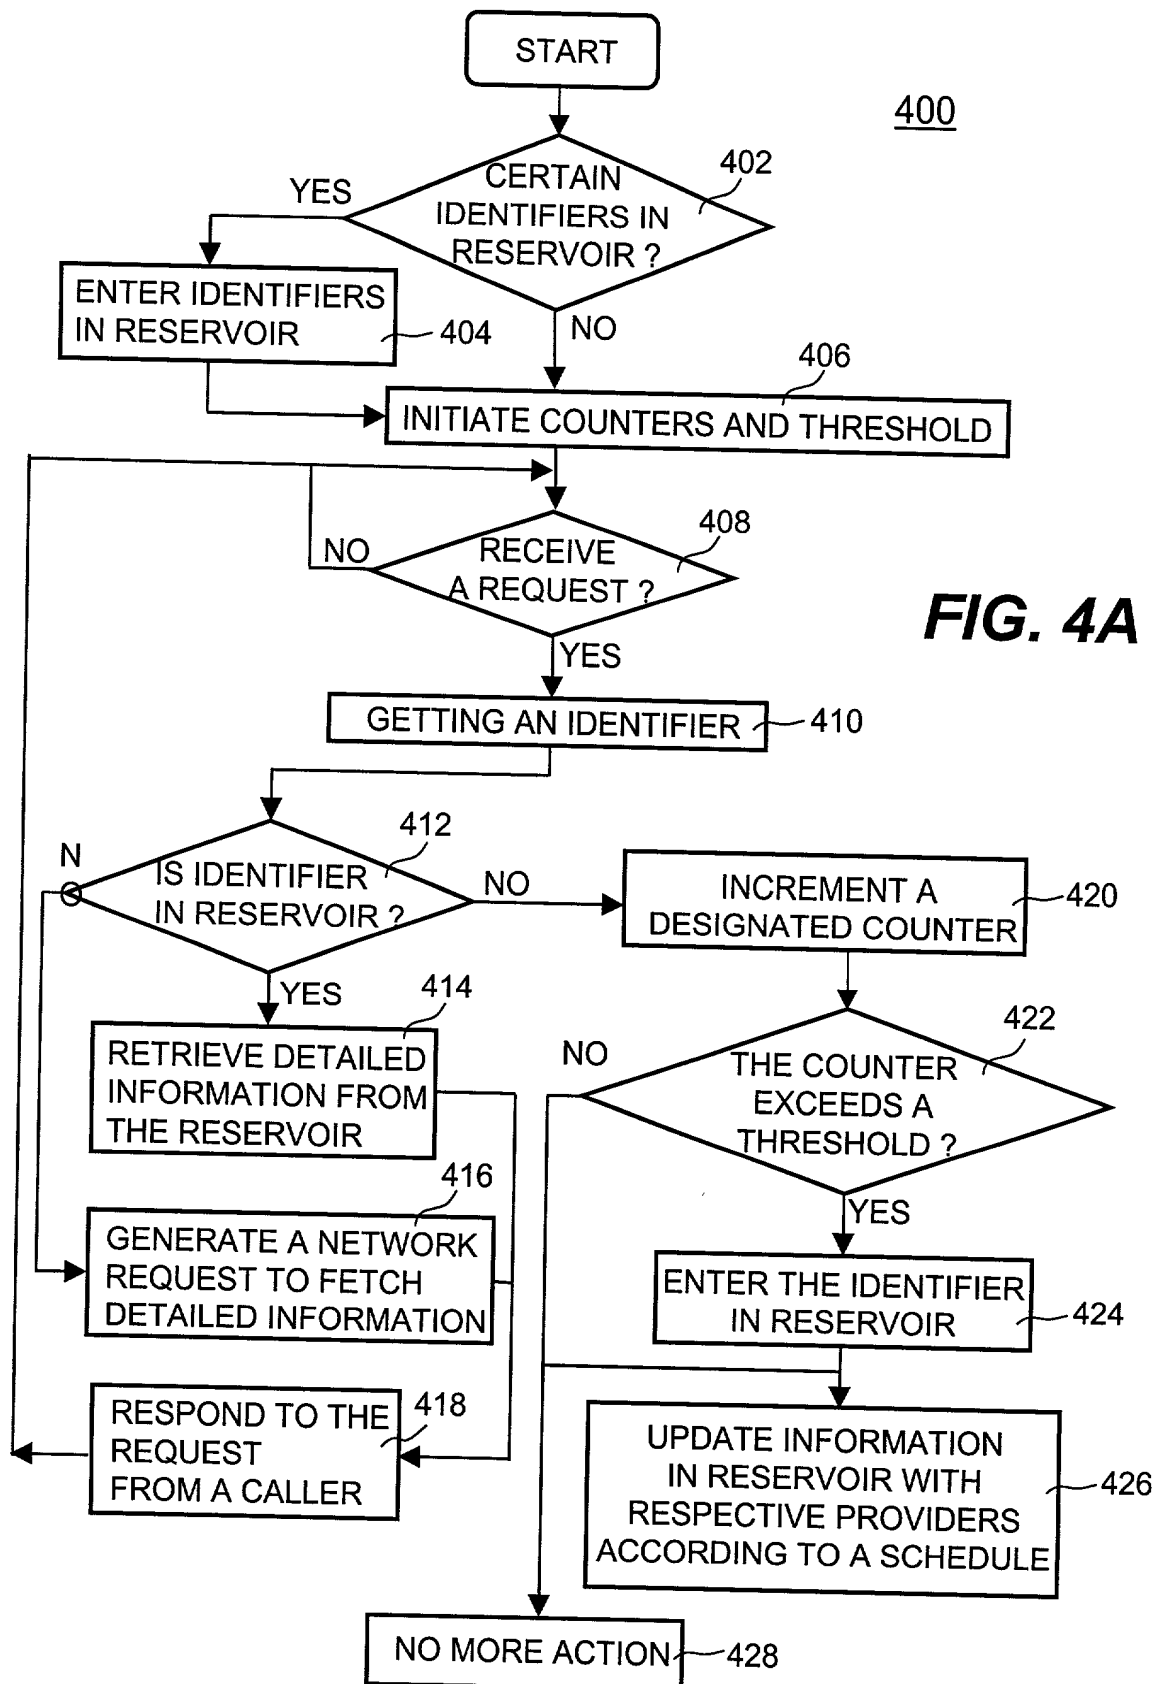 START
400
CERTAIN
IDENTIFIERS IN
RESERVOIR ?
402
YES
ENTER IDENTIFIERS
IN RESERVOIR
404
NO
406
INITIATE COUNTERS AND THRESHOLD
408
RECEIVE
A REQUEST ?
NO
FIG. 4A
YES
GETTING AN IDENTIFIER
410
412
N
IS IDENTIFIER
IN RESERVOIR ?
NO
INCREMENT A
DESIGNATED COUNTER
420
YES
414
RETRIEVE DETAILED
INFORMATION FROM
THE RESERVOIR
422
NO
THE COUNTER
EXCEEDS A
THRESHOLD ?
416
GENERATE A NETWORK
REQUEST TO FETCH
DETAILED INFORMATION
YES
ENTER THE IDENTIFIER
IN RESERVOIR
424
RESPOND TO THE
REQUEST
FROM A CALLER
418
UPDATE INFORMATION
IN RESERVOIR WITH
RESPECTIVE PROVIDERS
ACCORDING TO A SCHEDULE
426
NO MORE ACTION
428